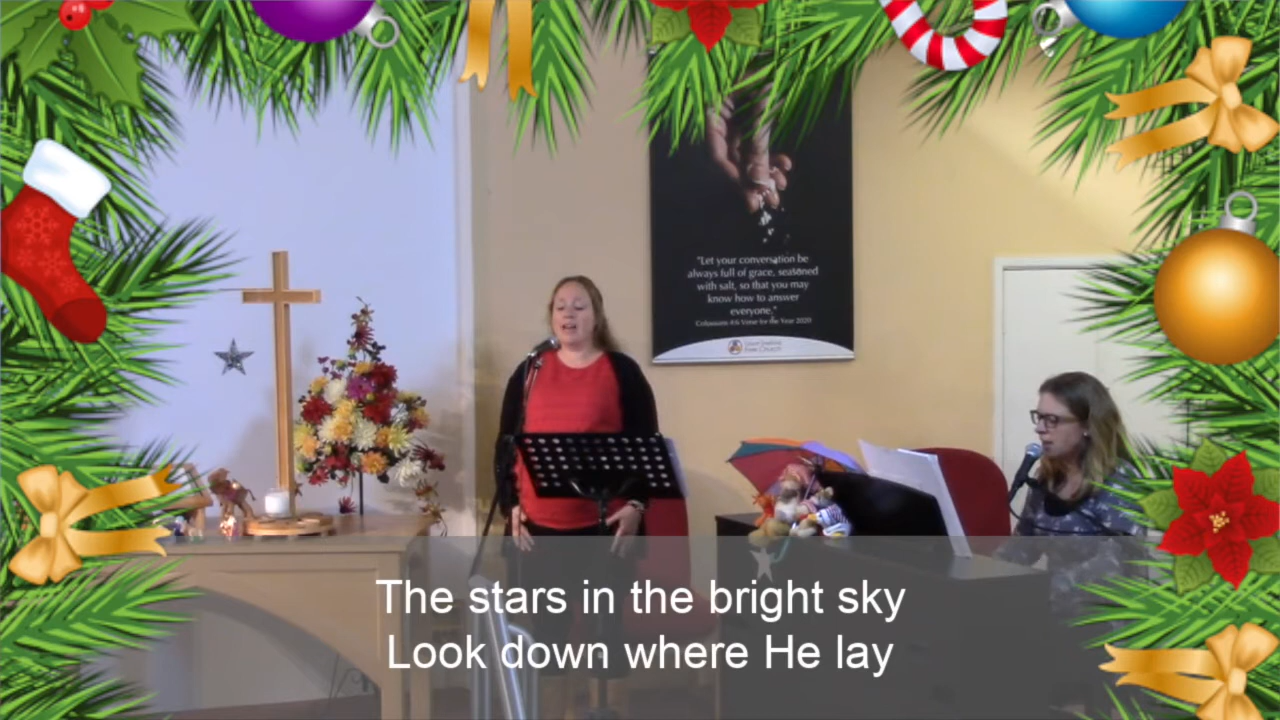 "Let your conversation be
always full of grace, seasoned
with salt, so that you may
know how to answer
everyone."
Colossians 4:6 Verse for the Year 2020
Free Church
The stars in the bright sky
Look down where He lay